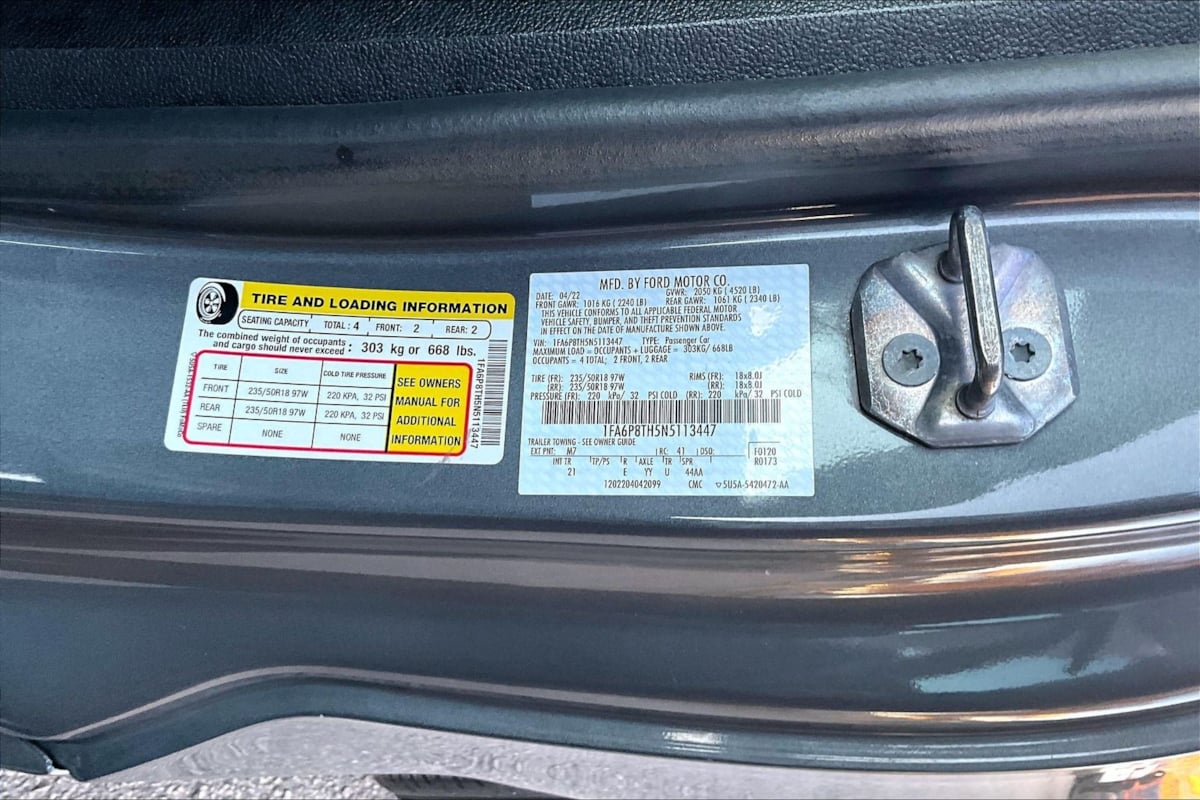 TIRE AND LOADING INFORMATION
SEATING CAPACITY TOTAL: 4 FRONT: 2 REAR: 2
The combined weight of occupants and cargo should never exceed : 303 kg or 668 lbs.
TIRE SIZE COLD TIRE PRESSURE
FRONT 235/50R18 97W 220 KPA, 32 PSI
REAR 235/50R18 97W 220 KPA, 32 PSI
SPARE NONE NONE
SEE OWNERS
MANUAL FOR
ADDITIONAL
INFORMATION
1FA6P8TH5N5113447
MFD. BY FORD MOTOR CO.
DATE: 04/22 GVWR: 2050 KG ( 4520 LB)
FRONT GAWR: 1016 KG ( 2240 LB) REAR GAWR: 1061 KG ( 2340 LB)
THIS VEHICLE CONFORMS TO ALL APPLICABLE FEDERAL MOTOR
VEHICLE SAFETY, BUMPER, AND THEFT PREVENTION STANDARDS
IN EFFECT ON THE DATE OF MANUFACTURE SHOWN ABOVE.
VIN: 1FA6P8TH5N5113447 TYPE: Passenger Car
MAXIMUM LOAD = OCCUPANTS + LUGGAGE = 303KG/ 668LB
OCCUPANTS = 4 TOTAL; 2 FRONT, 2 REAR
TIRE (FR): 235/50R18 97W RIMS (FR): 18x8.0J
(RR): 235/50R18 97W (RR): 18x8.0J
PRESSURE (FR): 220 kPa/ 32 PSI COLD (RR): 220 kPa/ 32 PSI COLD
1FA6P8TH5N5113447
TRAILER TOWING - SEE OWNER GUIDE
EXT PNT: M7 RC: 41 DSO: F0120
R0173
INT TR TP/PS R AXLE TR SPR
21 E YY U 44AA
1202204042099 CMC 5U5A-5420472-AA